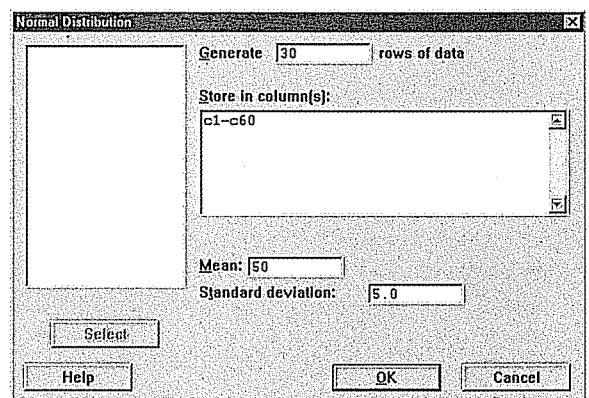 Normal Distribution
Generate 30 rows of data
Store in column(s):
c1-c60
Mean: 50
Standard deviation: 5.0
Select
Help
OK
Cancel